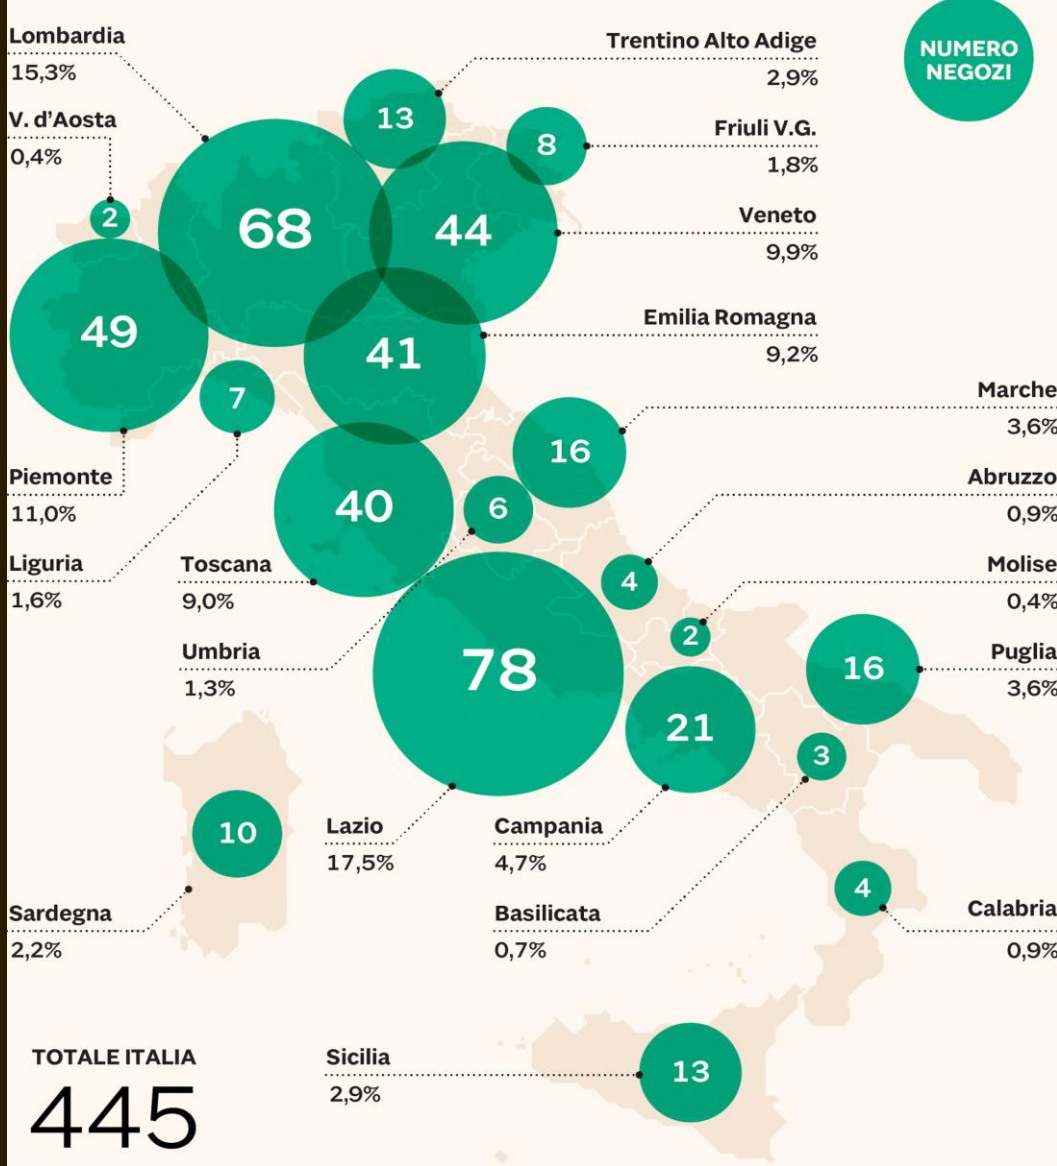 NUMERO
NEGOZI
Lombardia
15,3%
68
Trentino Alto Adige
2,9%
13
V. d'Aosta
0,4%
2
Friuli V.G.
1,8%
8
Veneto
9,9%
44
49
Piemonte
11,0%
Emilia Romagna
9,2%
41
7
Liguria
1,6%
Marche
3,6%
16
40
Toscana
9,0%
6
Umbria
1,3%
Abruzzo
0,9%
4
Molise
0,4%
2
Puglia
3,6%
16
78
Lazio
17,5%
21
Campania
4,7%
3
Basilicata
0,7%
10
Sardegna
2,2%
4
Calabria
0,9%
Sicilia
2,9%
13
TOTALE ITALIA
445